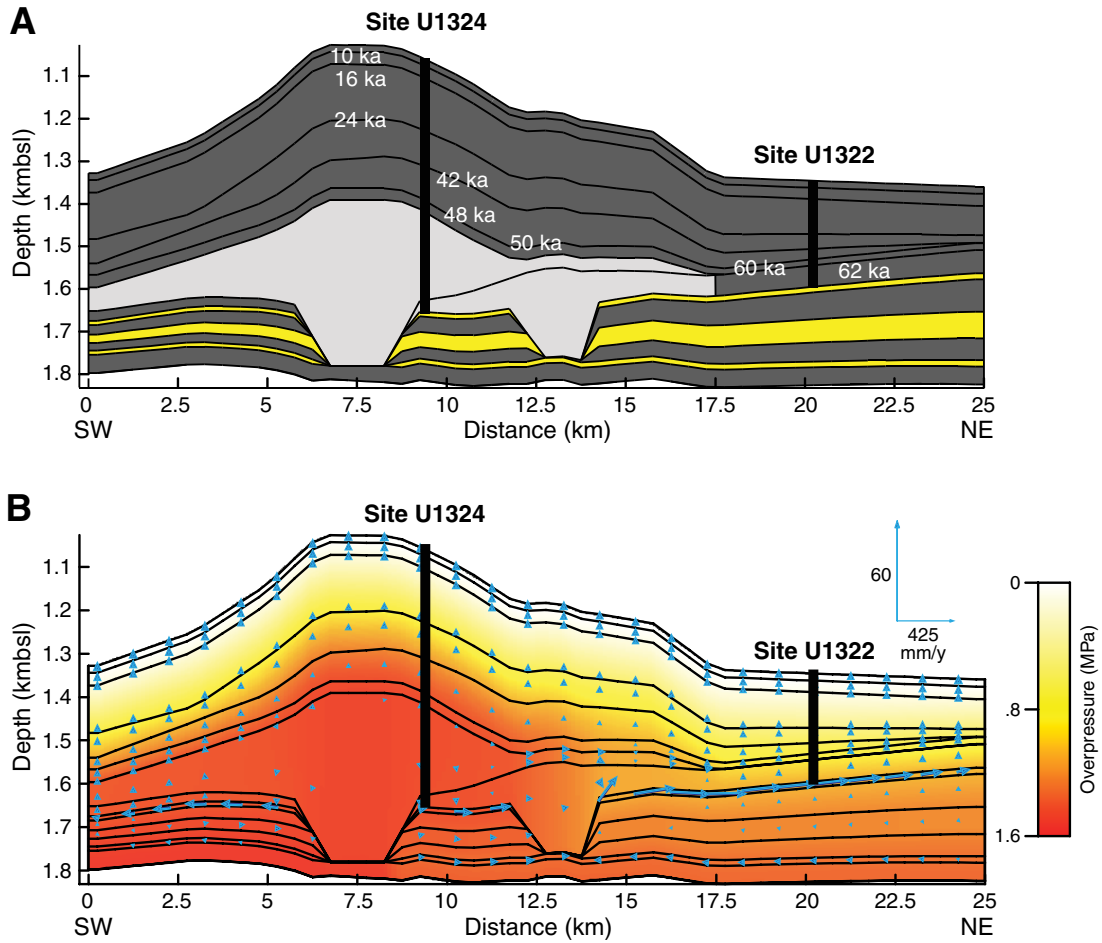 A
Site U1324
10 ka
16 ka
24 ka
42 ka
48 ka
50 ka
Site U1322
60 ka
62 ka
Depth (kmbsl)
1.1
1.2
1.3
1.4
1.5
1.6
1.7
1.8
0
2.5
5
7.5
10
12.5
15
17.5
20
22.5
25
SW
Distance (km)
NE
B
Site U1324
Site U1322
60
425
mm/y
0
.8
1.6
Overpressure (MPa)
Depth (kmbsl)
1.1
1.2
1.3
1.4
1.5
1.6
1.7
1.8
0
2.5
5
7.5
10
12.5
15
17.5
20
22.5
25
SW
Distance (km)
NE